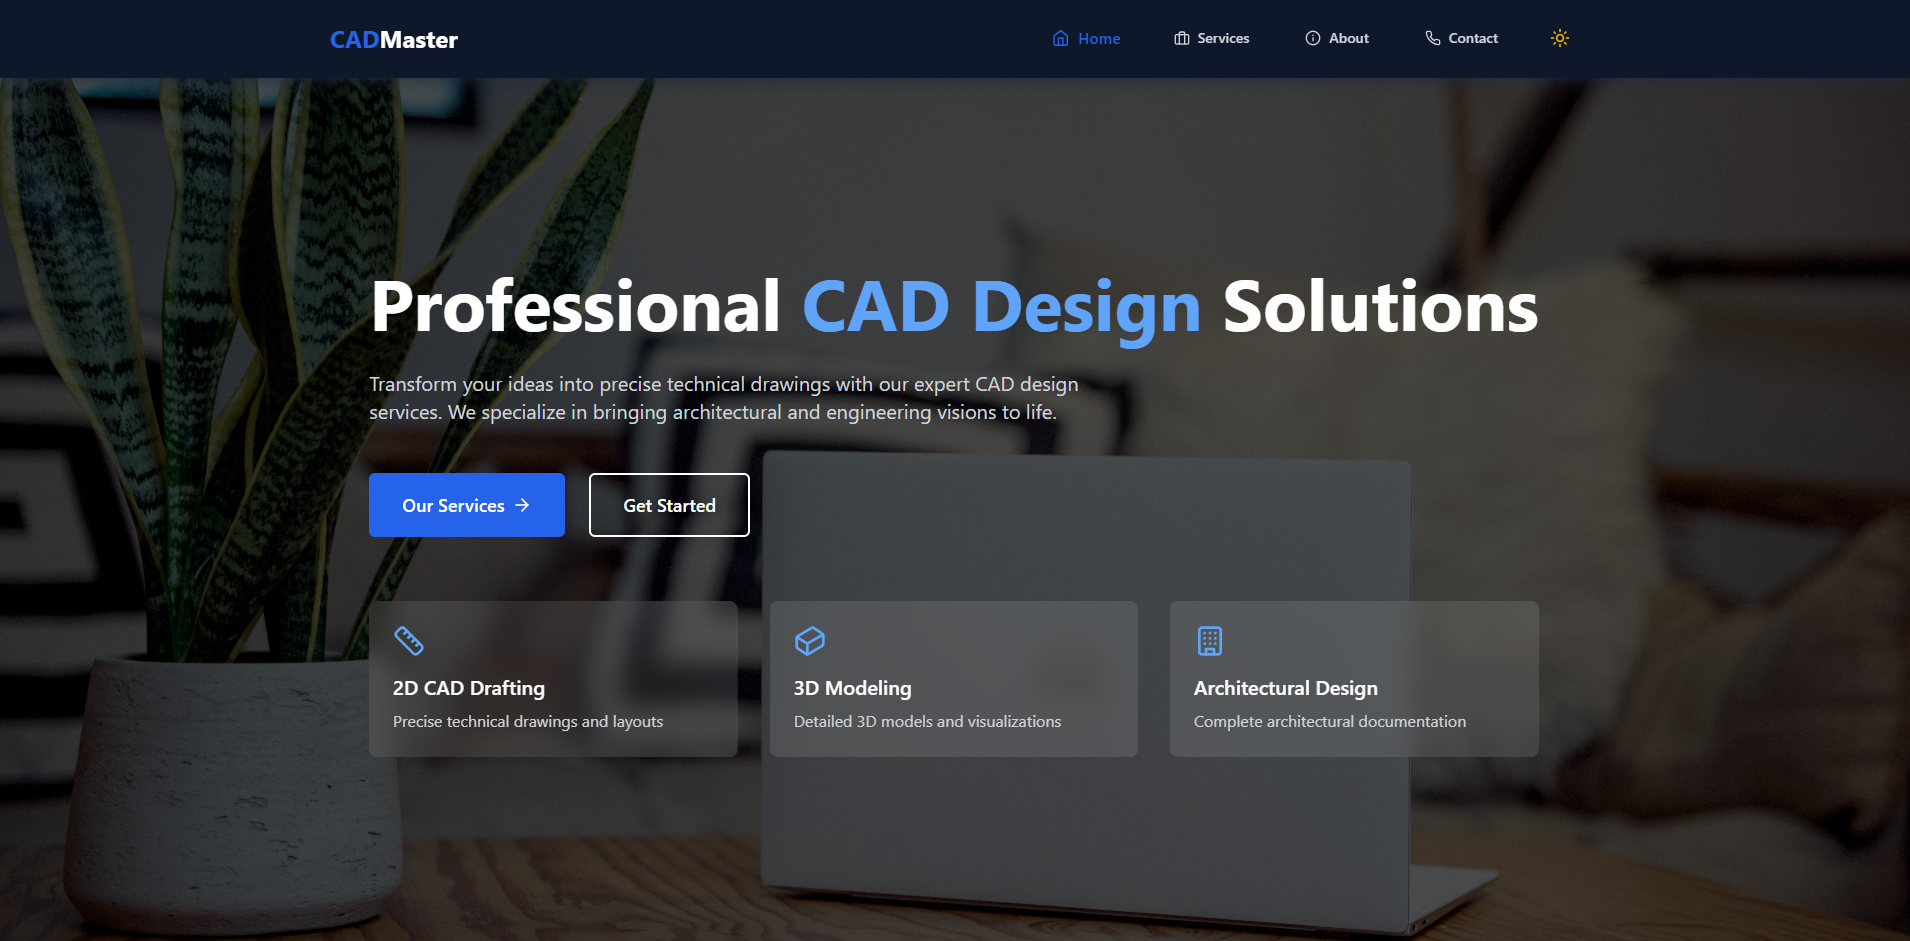 CADMaster
Home
Services
About
Contact
Professional CAD Design Solutions
Transform your ideas into precise technical drawings with our expert CAD design
services. We specialize in bringing architectural and engineering visions to life.
Our Services
Get Started
2D CAD Drafting
Precise technical drawings and layouts
3D Modeling
Detailed 3D models and visualizations
Architectural Design
Complete architectural documentation